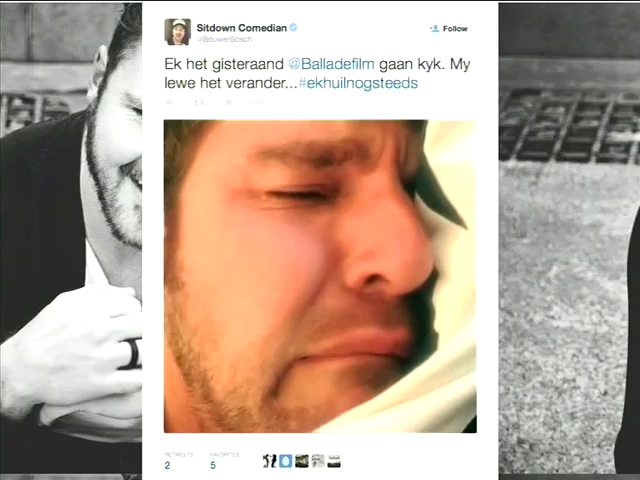 Sitdown Comedian
@BouwerBosch
Follow
Ek het gisteraand @Balladefilm gaan kyk. My
lewe het verander...#ekhuilnogsteeds
RETWEETS
FAVORITES
2
5